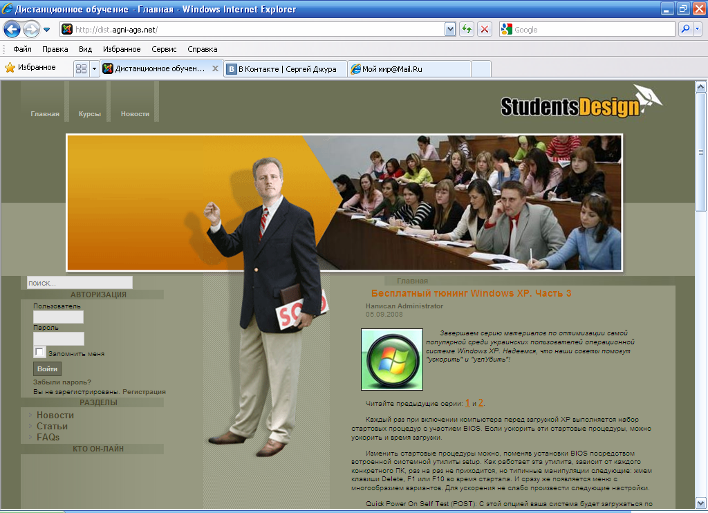 Дистанционное обучение - Главная - Windows Internet Explorer
http://dist.agni-age.net/
Google
Файл Правка Вид Избранное Сервис Справка
Избранное
Дистанционное обучен...
В Контакте | Сергей Джура
Мой мир@Mail.Ru
Главная Курсы Новости
StudentsDesign
поиск...
АВТОРИЗАЦИЯ
Пользователь
Пароль
Запомнить меня
Войти
Забыли пароль?
Вы не зарегистрированы. Регистрация
РАЗДЕЛЫ
Новости
Статьи
FAQs
КТО ОН-ЛАЙН
Главная
Бесплатный тюнинг Windows XP. Часть 3
Написал Administrator
05.09.2008
Завершаем серию материалов по оптимизации самой
популярной среди украинских пользователей операционной
системе Windows XP. Надеемся, что наши советы помогут
"ускорить" и
Читайте предыдущие серии: 1 и 2.
Каждый раз при включении компьютера перед загрузкой XP выполняется набор
стартовых процедур с участием BIOS. Если ускорить эти стартовые процедуры, можно
ускорить и время загрузки.
Изменить стартовые процедуры можно, поменяв установки BIOS посредством
встроенной системной утилиты setup. Как работает эта утилита, зависит от каждого
конкретного ПК, раз на раз не приходится, но типичные манипуляции следующие: жмем
клавиши Delete, F1 или F10 во время стартапа. И сразу же появляется меню с
многообразием вариантов. Для ускорения не слабо произвести следующие настройки.
Quick Power On Self Test (POST). С этой опцией ваша система будет загружаться по